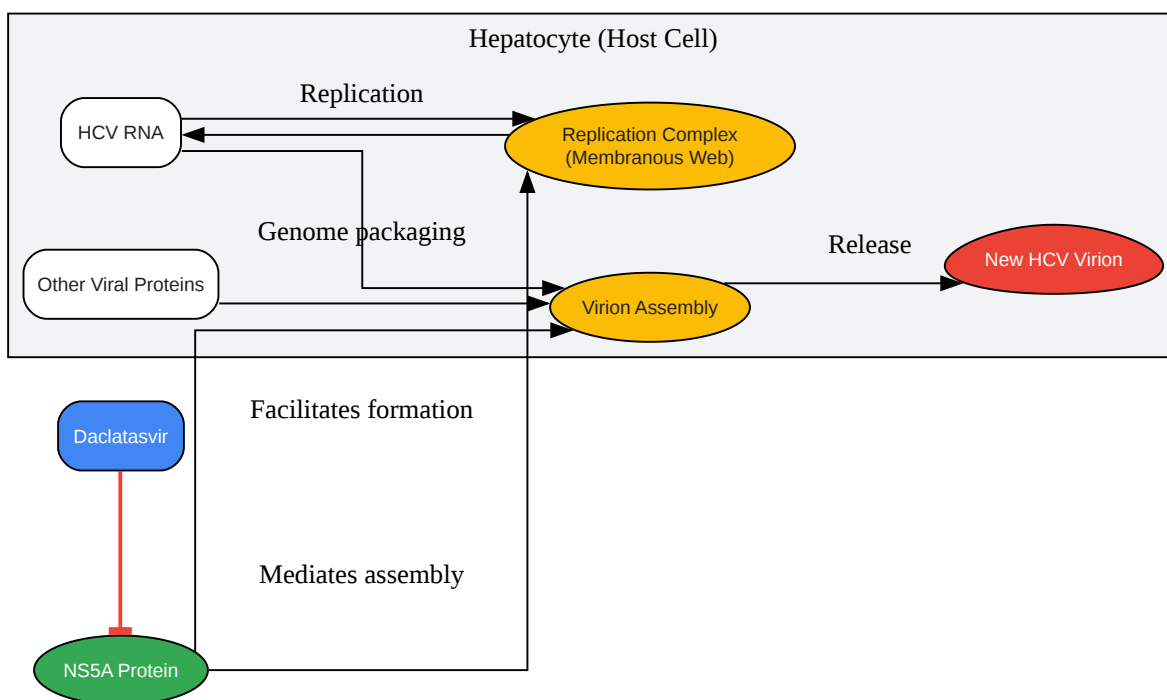 Hepatocyte (Host Cell)
Replication
HCV RNA
Replication Complex
(Membranous Web)
Genome packaging
Release
New HCV Virion
Other Viral Proteins
Virion Assembly
Facilitates formation
Daclatasvir
Mediates assembly
NS5A Protein